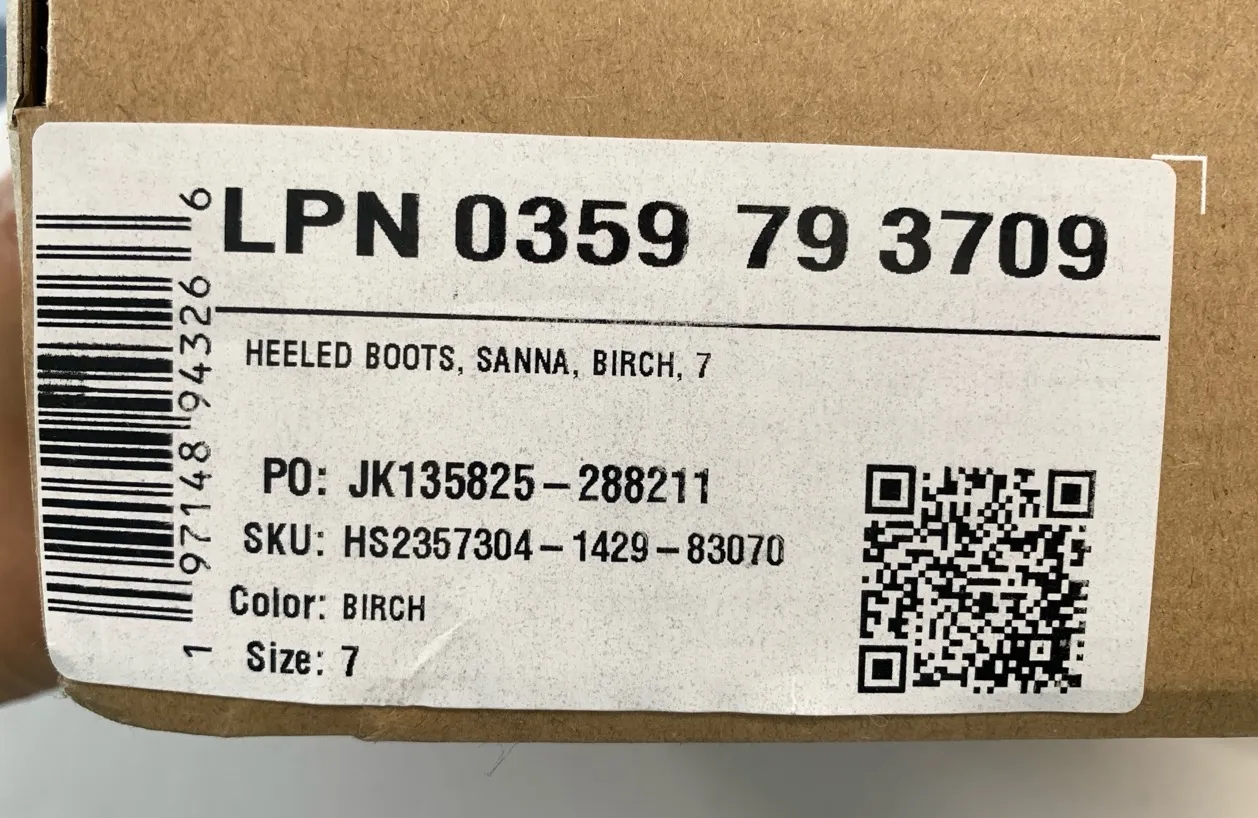 LPN 0359 79 3709
HEELED BOOTS, SANNA, BIRCH, 7
PO: JK135825-288211
SKU: HS2357304-1429-83070
Color: BIRCH
Size: 7
1 97148 94326 6